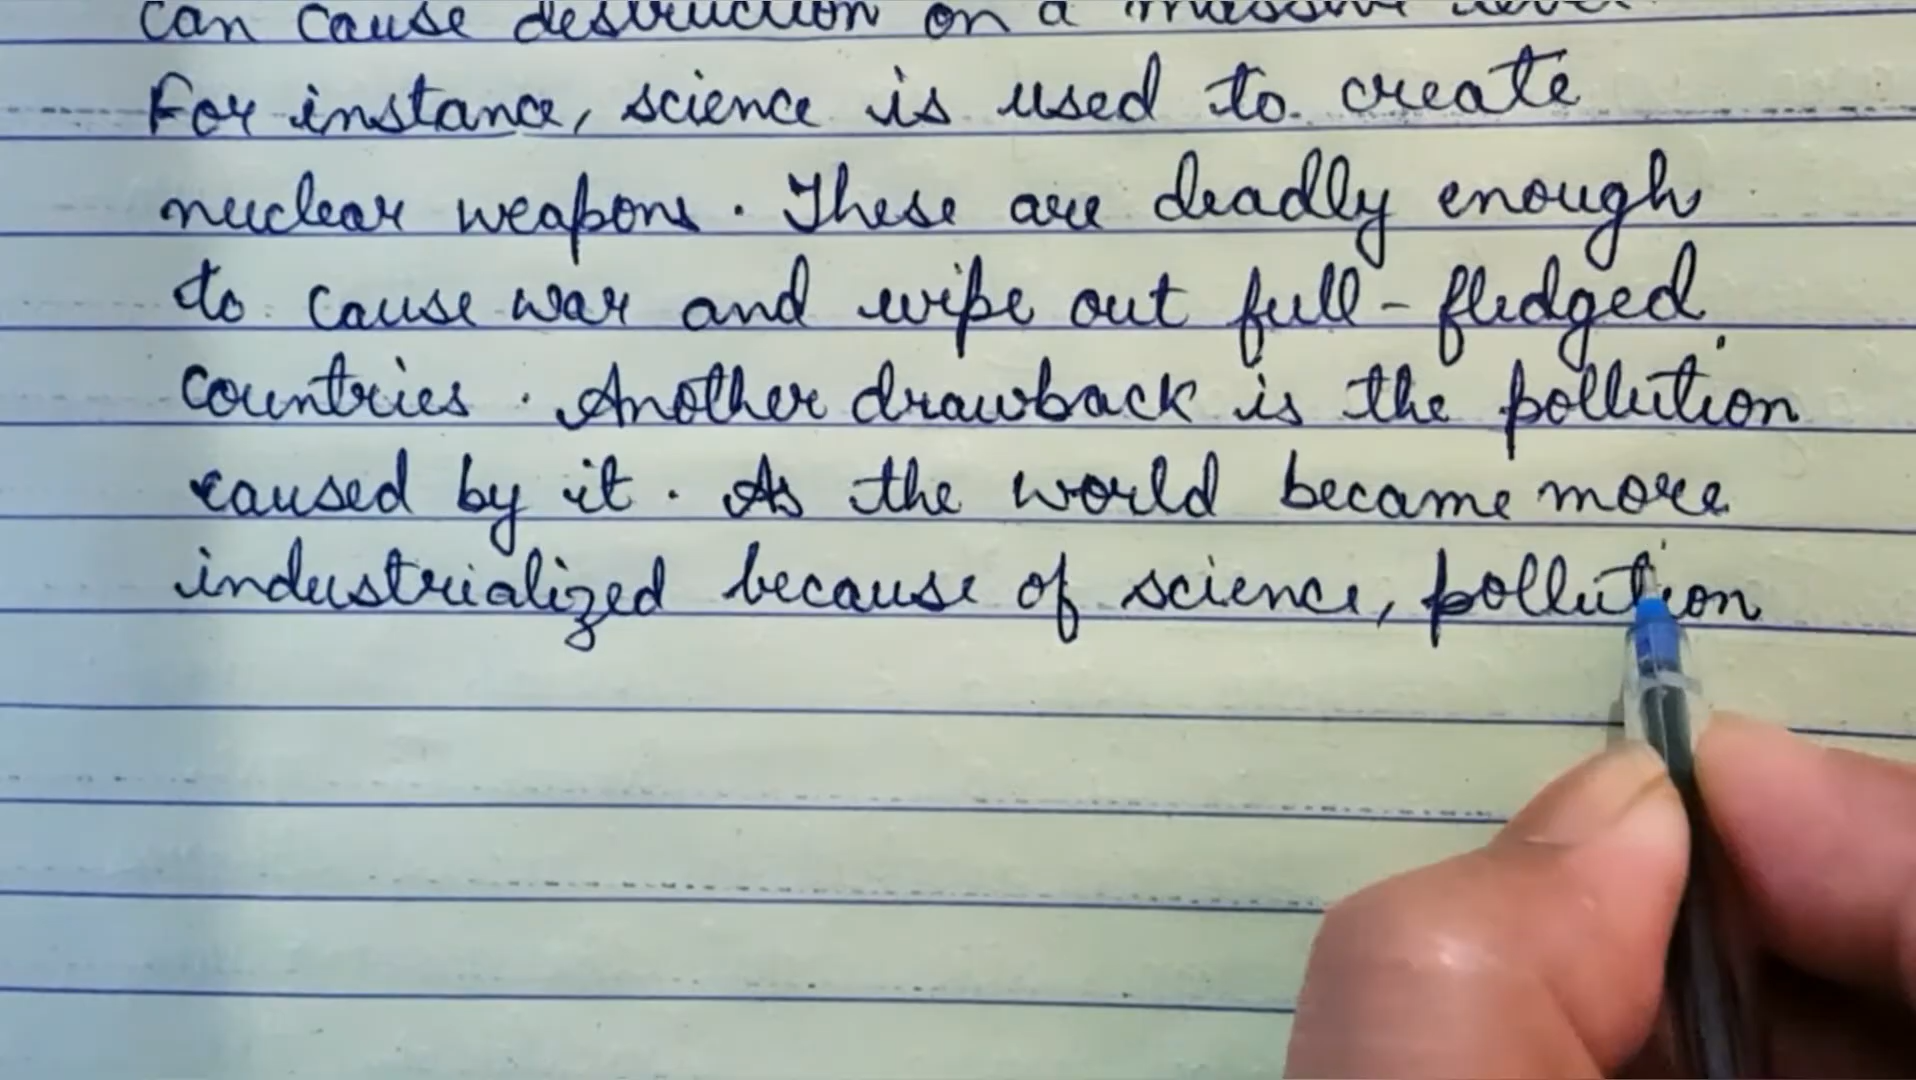 can cause destruction on a massive level
For instance, science is used to create
nuclear weapons. These are deadly enough
to cause war and wipe out full-fledged
countries. Another drawback is the pollution
caused by it. As the world became more
industrialized because of science, pollution